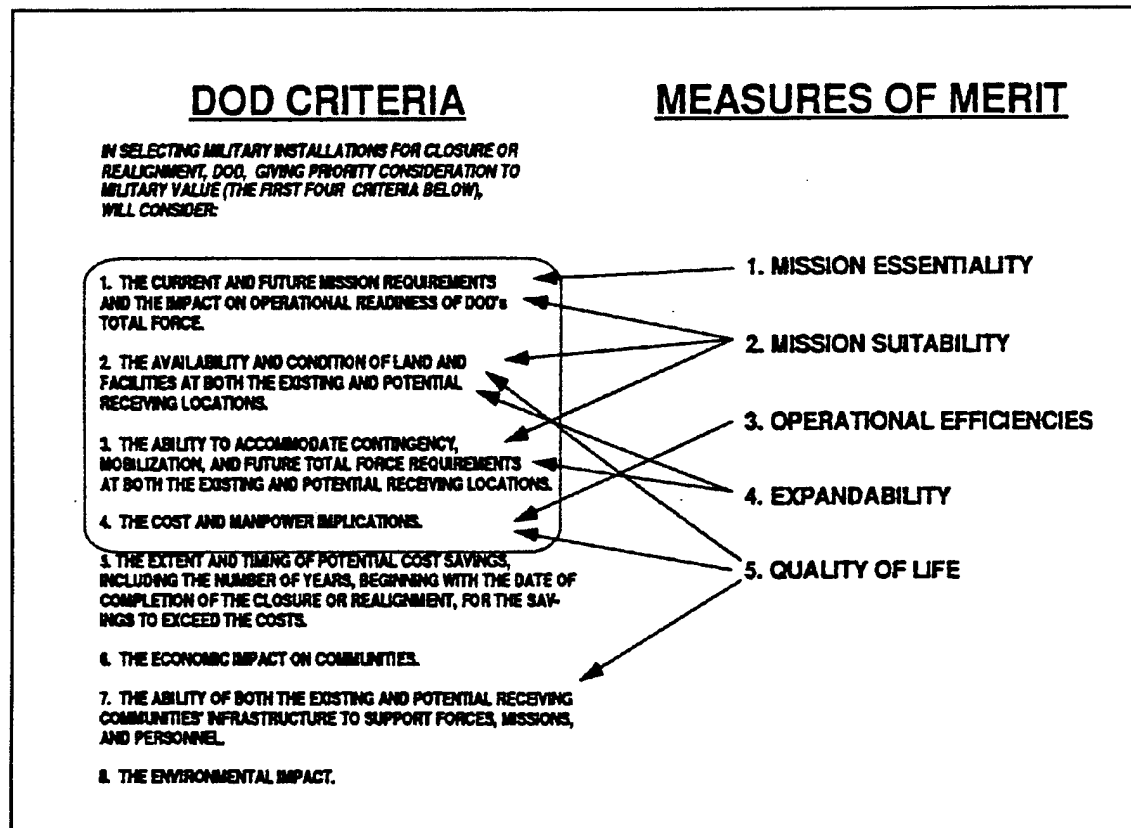 DOD CRITERIA
IN SELECTING MILITARY INSTALLATIONS FOR CLOSURE OR
REALIGNMENT, DOD, GIVING PRIORITY CONSIDERATION TO
MILITARY VALUE (THE FIRST FOUR CRITERIA BELOW),
WILL CONSIDER:
1. THE CURRENT AND FUTURE MISSION REQUIREMENTS
AND THE IMPACT ON OPERATIONAL READINESS OF DOD's
TOTAL FORCE.
2. THE AVAILABILITY AND CONDITION OF LAND AND
FACILITIES AT BOTH THE EXISTING AND POTENTIAL
RECEIVING LOCATIONS.
3. THE ABILITY TO ACCOMMODATE CONTINGENCY,
MOBILIZATION, AND FUTURE TOTAL FORCE REQUIREMENTS
AT BOTH THE EXISTING AND POTENTIAL RECEIVING LOCATIONS.
4. THE COST AND MANPOWER IMPLICATIONS.
5. THE EXTENT AND TIMING OF POTENTIAL COST SAVINGS,
INCLUDING THE NUMBER OF YEARS, BEGINNING WITH THE DATE OF
COMPLETION OF THE CLOSURE OR REALIGNMENT, FOR THE SAV-
INGS TO EXCEED THE COSTS.
6. THE ECONOMIC IMPACT ON COMMUNITIES.
7. THE ABILITY OF BOTH THE EXISTING AND POTENTIAL RECEIVING
COMMUNITIES' INFRASTRUCTURE TO SUPPORT FORCES, MISSIONS,
AND PERSONNEL.
8. THE ENVIRONMENTAL IMPACT.
MEASURES OF MERIT
1. MISSION ESSENTIALITY
2. MISSION SUITABILITY
3. OPERATIONAL EFFICIENCIES
4. EXPANDABILITY
5. QUALITY OF LIFE